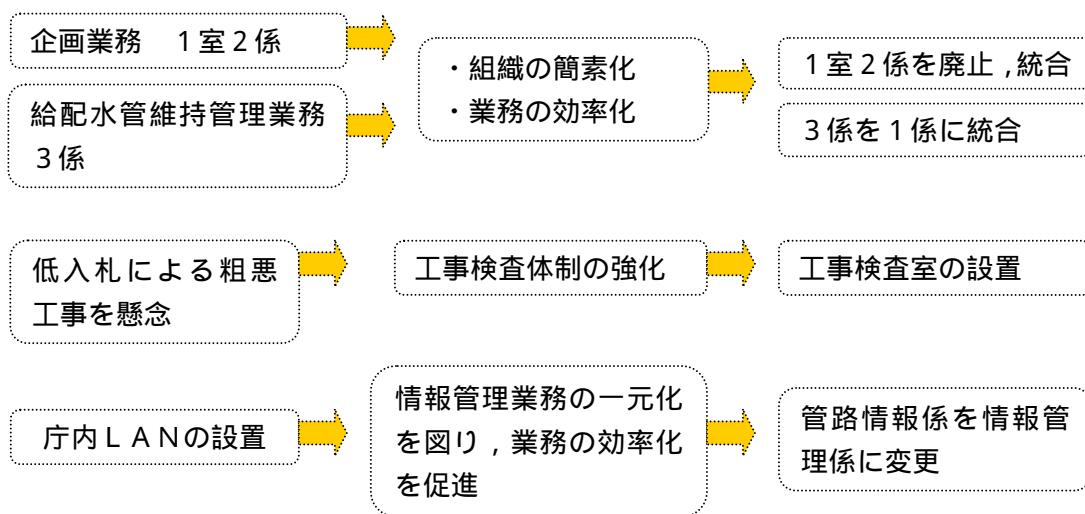 企画業務　１室２係
給配水管維持管理業務
３係
・組織の簡素化
・業務の効率化
１室２係を廃止，統合
３係を１係に統合
低入札による粗悪
工事を懸念
工事検査体制の強化
工事検査室の設置
庁内ＬＡＮの設置
情報管理業務の一元化
を図り，業務の効率化
を促進
管路情報係を情報管
理係に変更